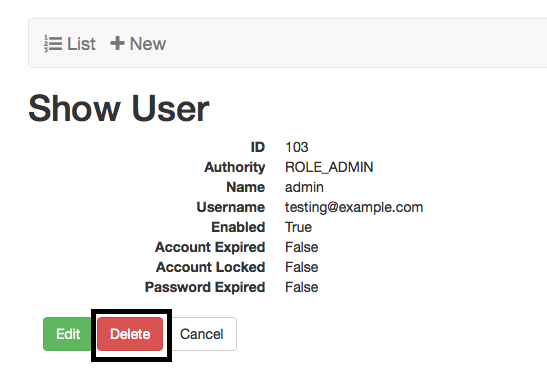 List New
Show User
ID 103
Authority ROLE_ADMIN
Name admin
Username testing@example.com
Enabled True
Account Expired False
Account Locked False
Password Expired False
Edit Delete Cancel